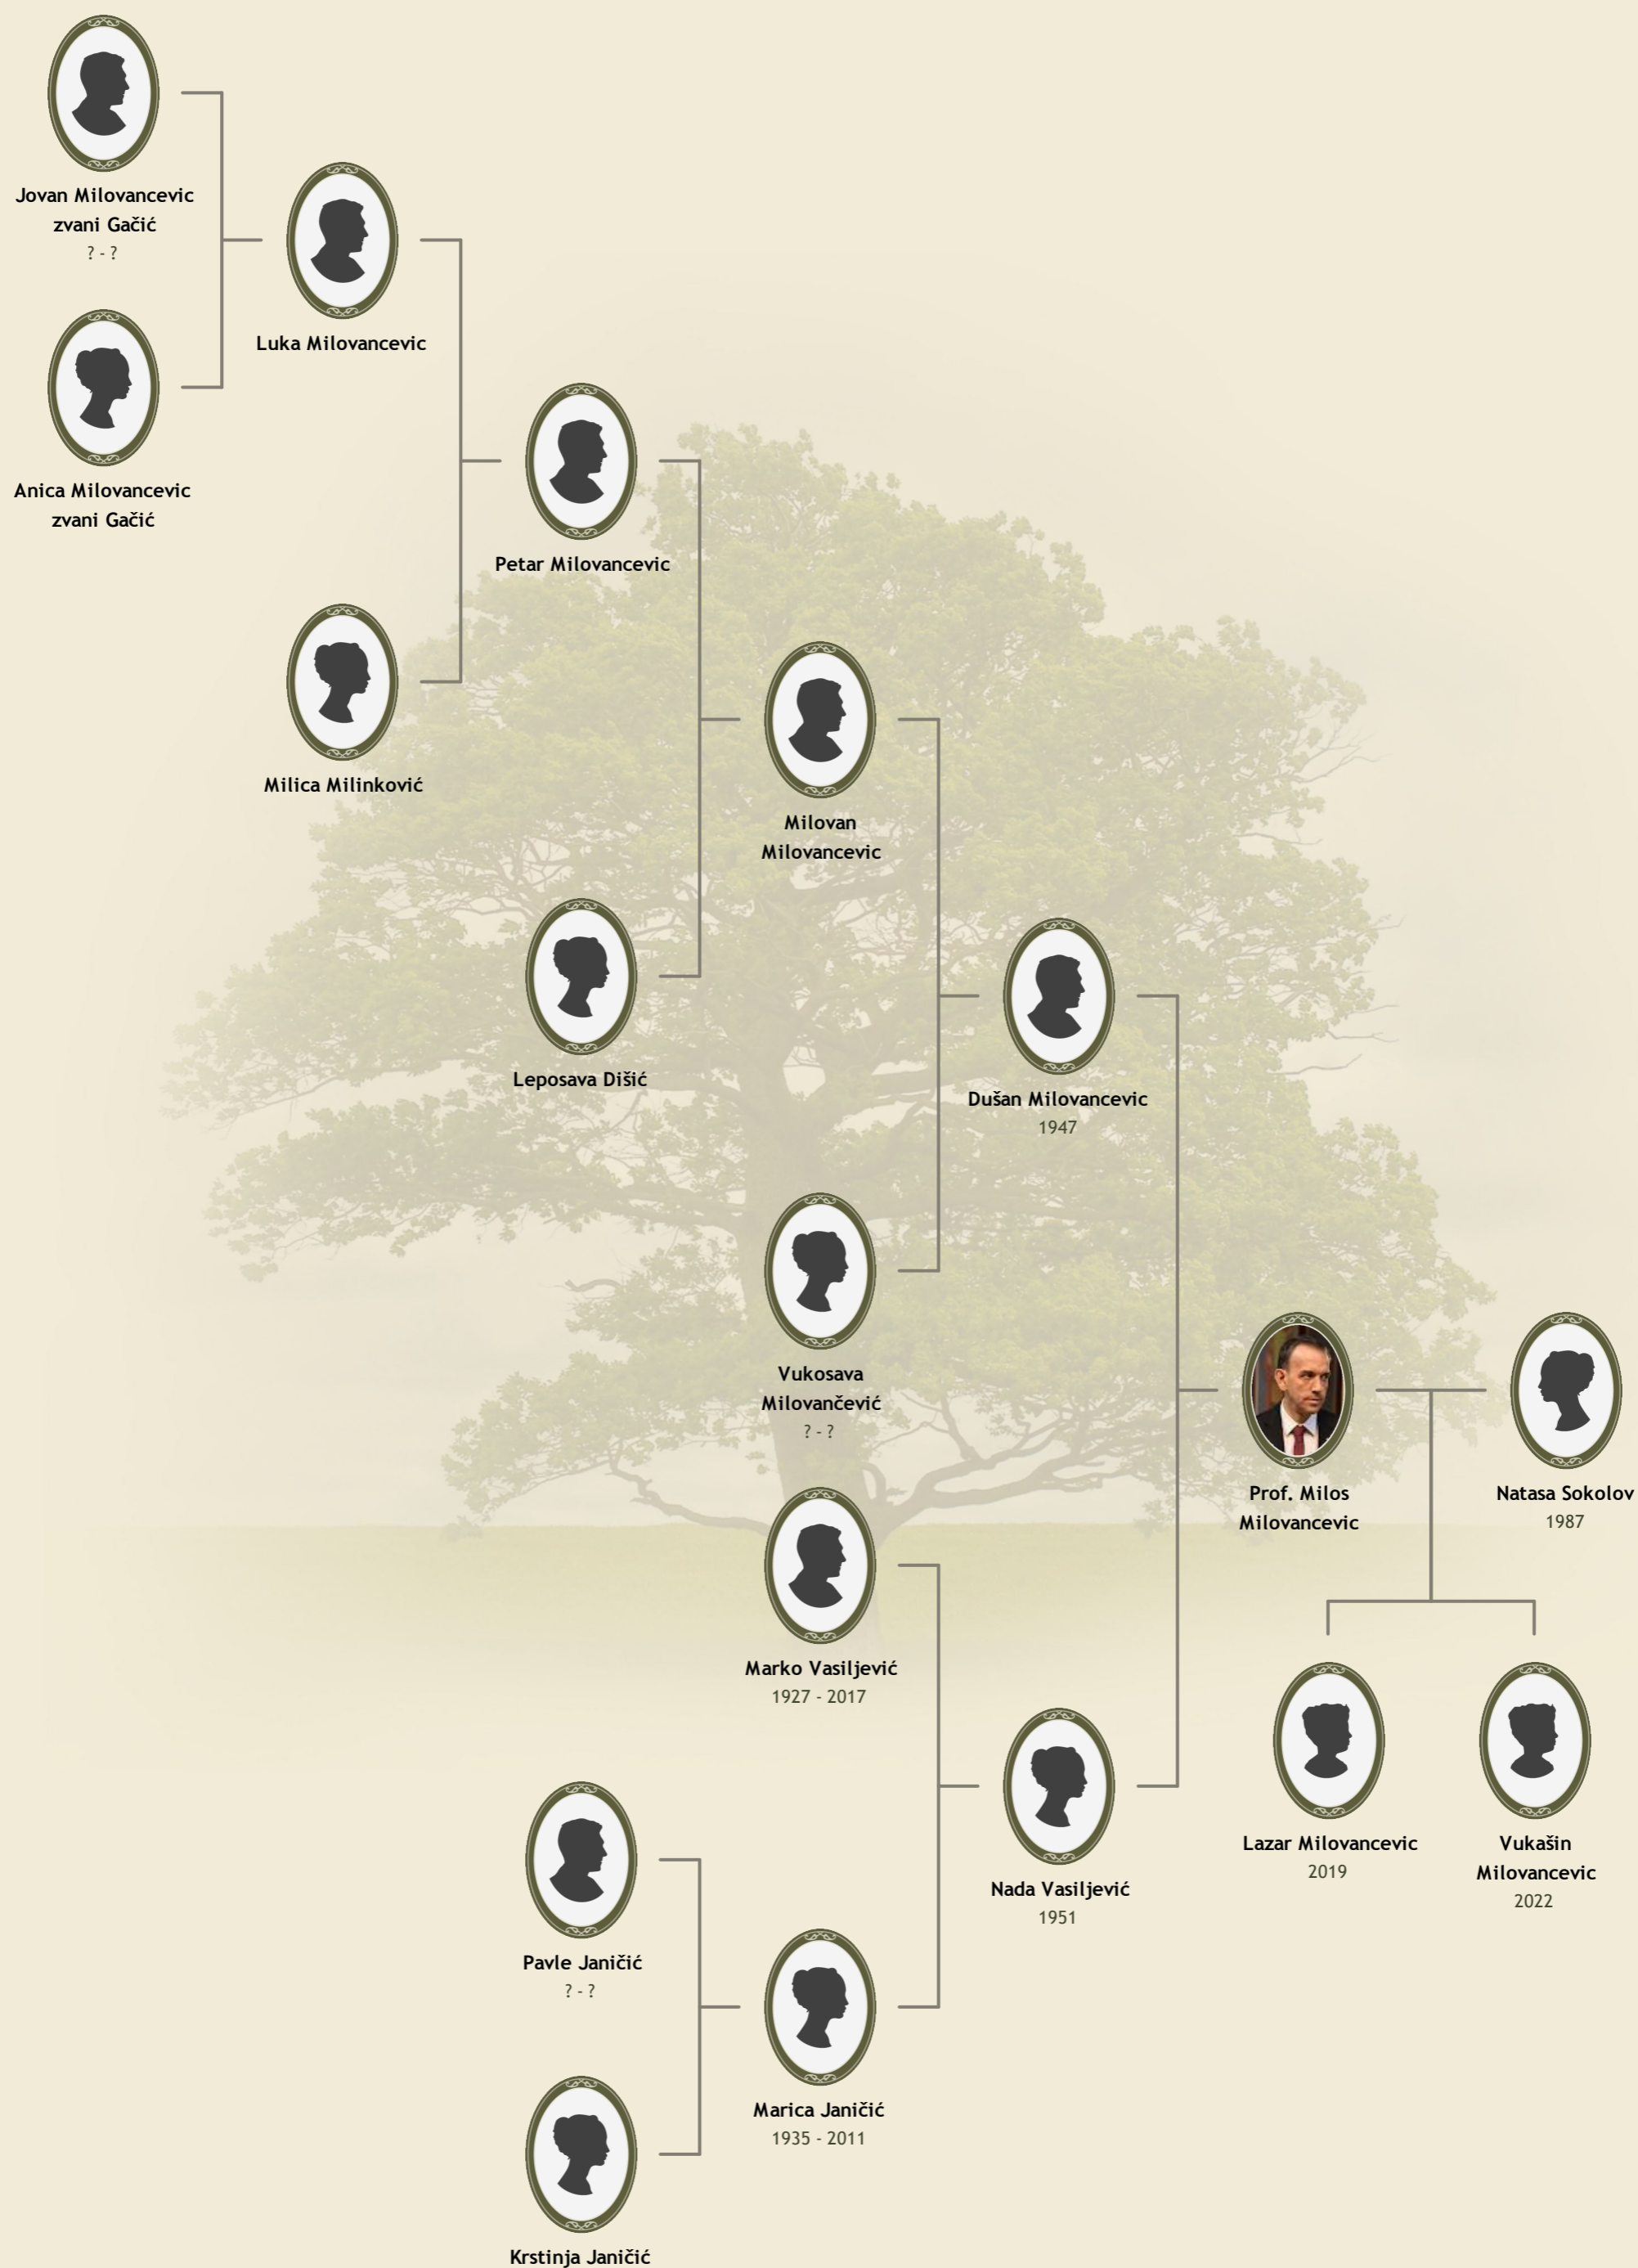 Jovan Milovancevic
zvani Gačić
? - ?
Anica Milovancevic
zvani Gačić
Luka Milovancevic
Milica Milinković
Petar Milovancevic
Leposava Dišić
Milovan
Milovancevic
Vukosava
Milovančević
? - ?
Dušan Milovancevic
1947
Marko Vasiljević
1927 - 2017
Pavle Janičić
? - ?
Krstinja Janičić
Marica Janičić
1935 - 2011
Nada Vasiljević
1951
Prof. Milos
Milovancevic
Natasa Sokolov
1987
Lazar Milovancevic
2019
Vukašin
Milovancevic
2022